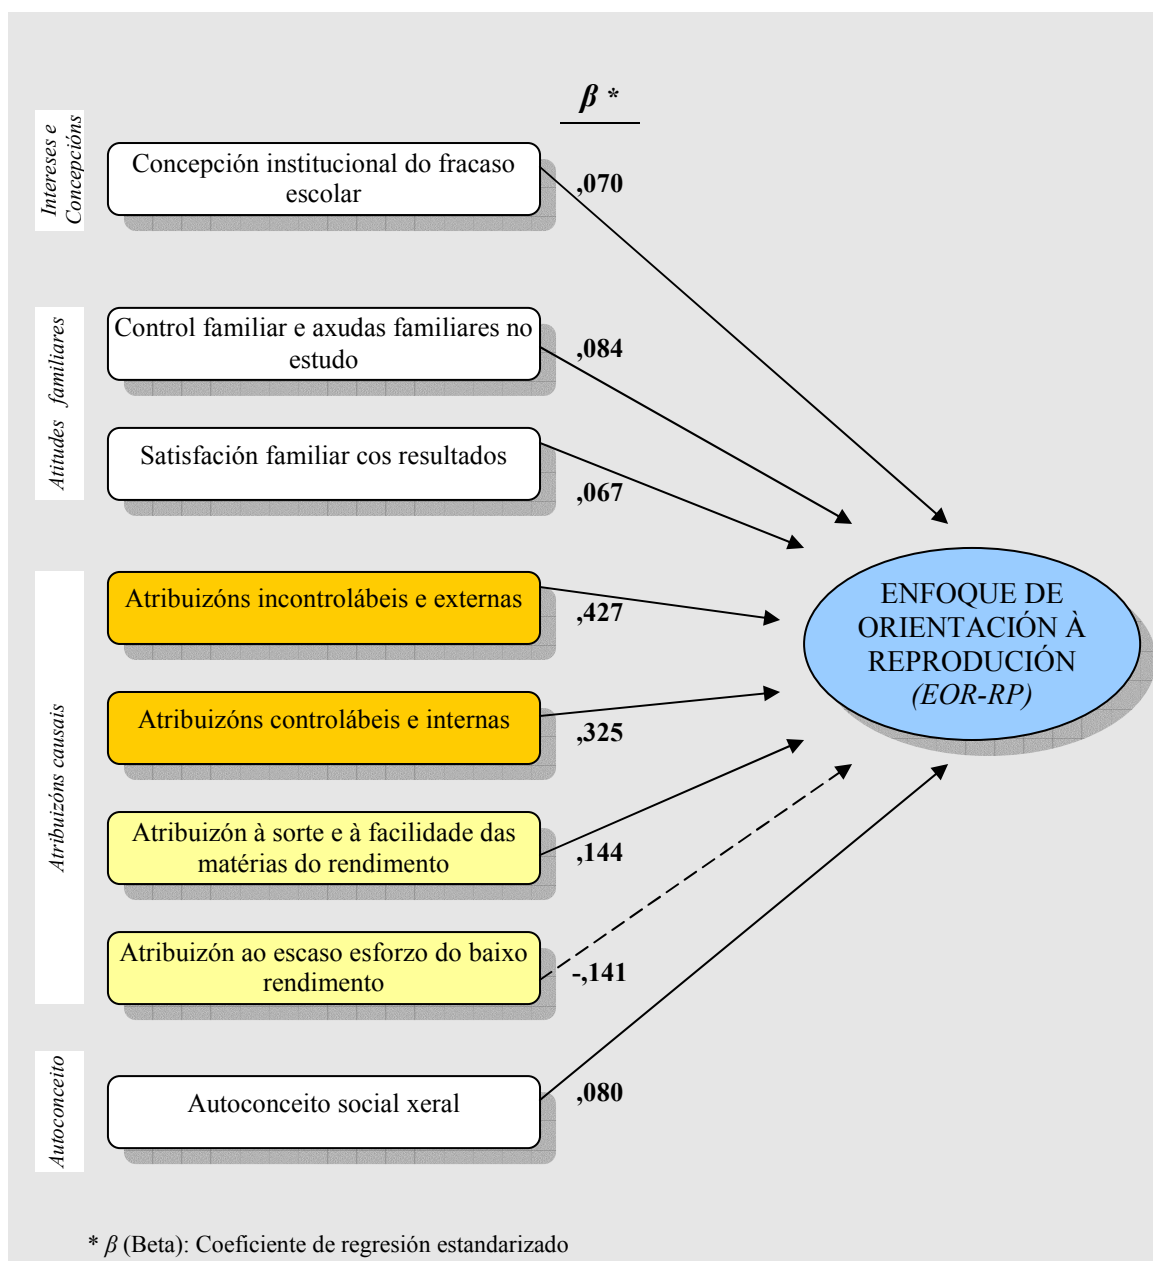 β *
Intereses e
Concepcións
Concepción institucional do fracaso
escolar
,070
Atitudes familiares
Control familiar e axudas familiares no
estudo
,084
Satisfación familiar cos resultados
,067
Atribuizóns causais
Atribuizóns incontrolábeis e externas
,427
Atribuizóns controlábeis e internas
,325
Atribuizón à sorte e à facilidade das
matérias do rendimento
,144
Atribuizón ao escaso esforzo do baixo
rendimento
-,141
ENFOQUE DE
ORIENTACIÓN À
REPRODUCIÓN
(EOR-RP)
Autoconceito
Autoconceito social xeral
,080
* β (Beta): Coeficiente de regresión estandarizado